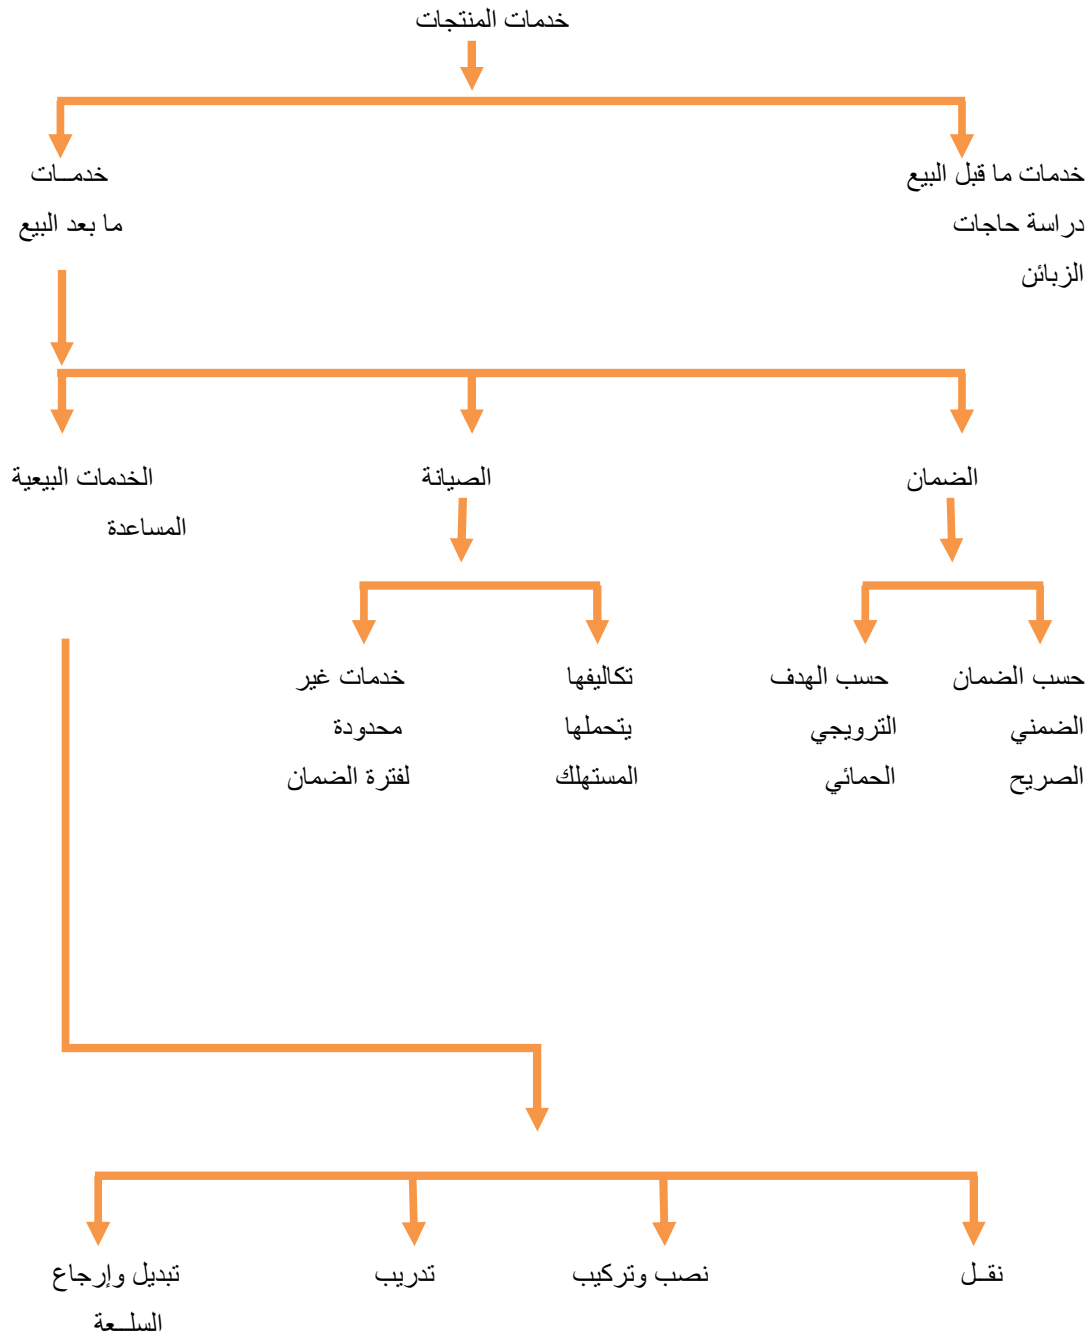 خدمات المنتجات
خدمات ما قبل البيع
دراسة حاجات
الزبائن
خدمــات
ما بعد البيع
الضمان
الصيانة
الخدمات البيعية
المساعدة
حسب الضمان
الضمني
الصريح
حسب الهدف
الترويجي
الحمائي
تكاليفها
يتحملها
المستهلك
خدمات غير
محدودة
لفترة الضمان
نقــل
نصب وتركيب
تدريب
تبديل وإرجاع
السلــعة